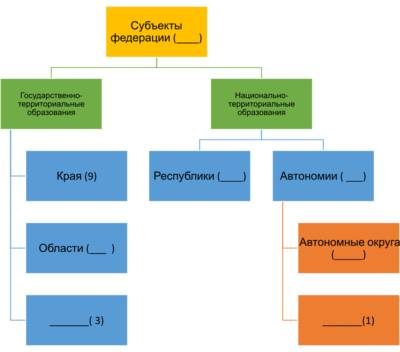 Субъекты
федерации (____)
Государственно-
территориальные
образования
Национально-
территориальные
образования
Края (9)
Республики (____)
Автономии ( ___)
Области (___ )
Автономные округа
(_____)
_______( 3)
_______(1)